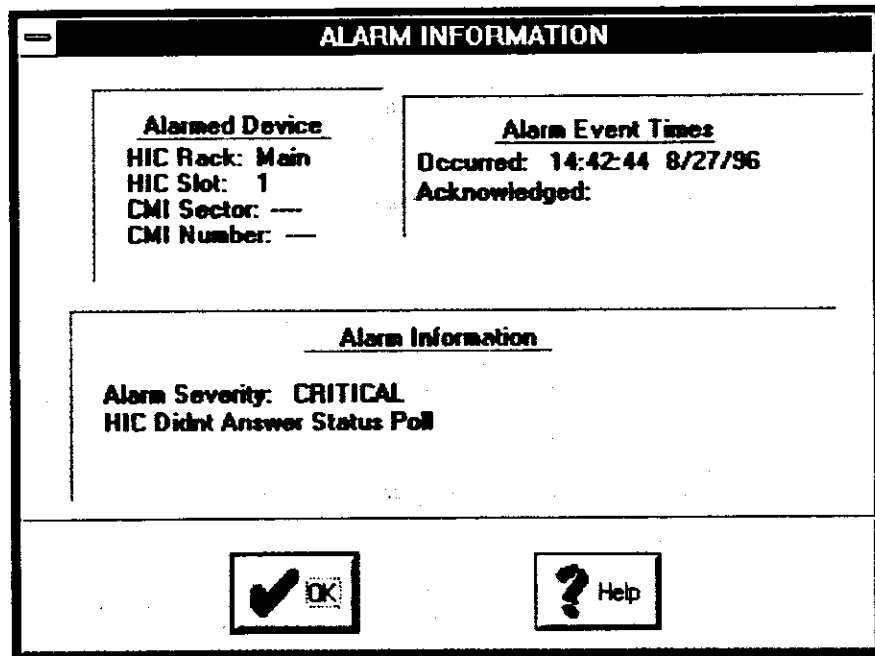 ALARM INFORMATION
Alarmed Device
HIC Rack: Main
HIC Slot: 1
CMI Sector: ----
CMI Number: ---
Alarm Event Times
Occurred: 14:42:44 8/27/96
Acknowledged:
Alarm Information
Alarm Severity: CRITICAL
HIC Didnt Answer Status Poll
OK
Help